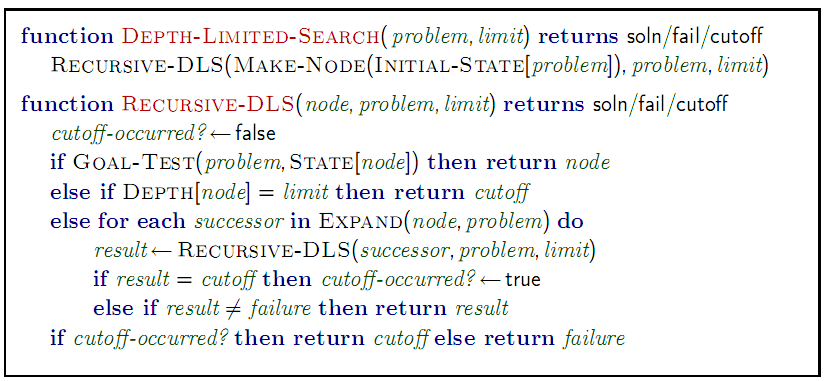 function DEPTH-LIMITED-SEARCH(problem, limit) returns soln/fail/cutoff
RECURSIVE-DLS(MAKE-NODE(INITIAL-STATE[problem]), problem, limit)
function RECURSIVE-DLS(node, problem, limit) returns soln/fail/cutoff
cutoff-occurred? ← false
if GOAL-TEST(problem, STATE[node]) then return node
else if DEPTH[node] = limit then return cutoff
else for each successor in EXPAND(node, problem) do
result ← RECURSIVE-DLS(successor, problem, limit)
if result = cutoff then cutoff-occurred? ← true
else if result ≠ failure then return result
if cutoff-occurred? then return cutoff else return failure